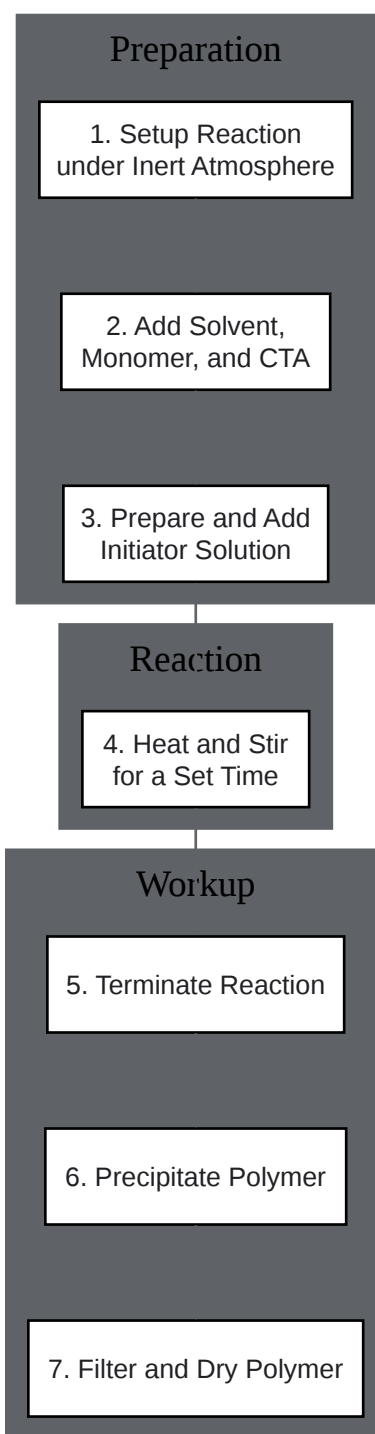 Preparation
1. Setup Reaction
under Inert Atmosphere
2. Add Solvent,
Monomer, and CTA
3. Prepare and Add
Initiator Solution
Reaction
4. Heat and Stir
for a Set Time
Workup
5. Terminate Reaction
6. Precipitate Polymer
7. Filter and Dry Polymer